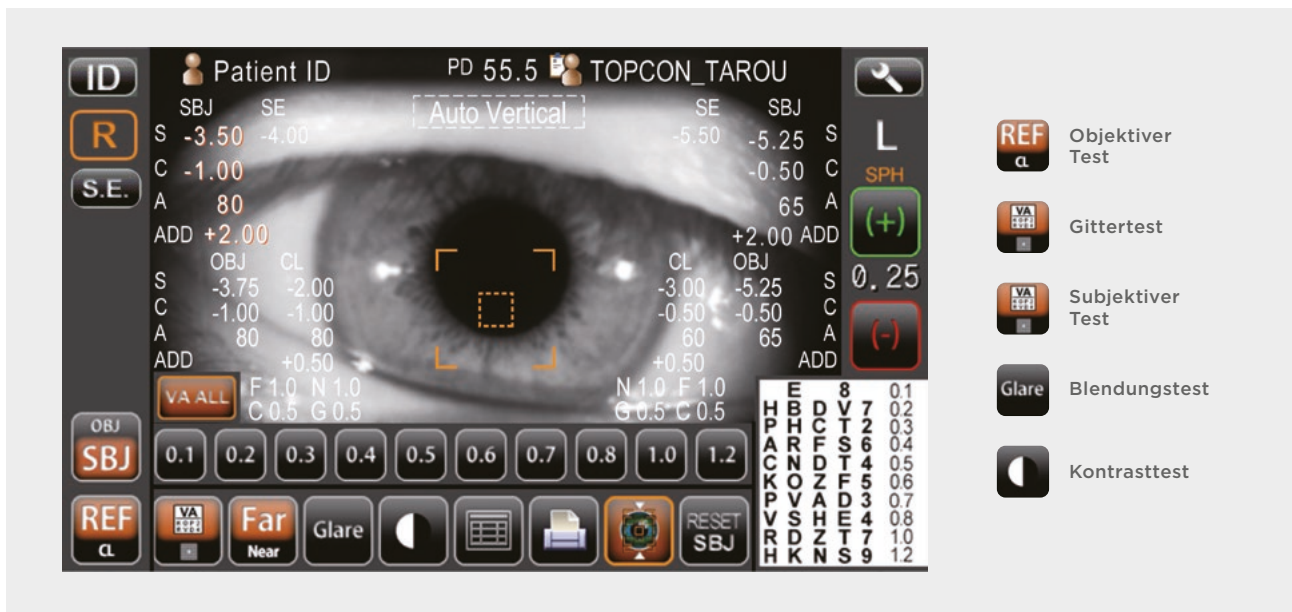 ID
Patient ID
PD 55.5
TOPCON_TAROU
Auto Vertical
R
S.E.
SBJ SE
S -3.50 -4.00
C -1.00
A 80
ADD +2.00
OBJ CL
S -3.75 -2.00
C -1.00 -1.00
A 80 80
ADD +0.50
SE SBJ
-5.50 -5.25 S
-0.50 C
65 A
+2.00 ADD
CL OBJ
-3.00 -5.25 S
-0.50 -0.50 C
60 65 A
+0.50 ADD
L
SPH
(+)
0.25
(-)
VA ALL
F 1.0 N 1.0
C 0.5 G 0.5
N 1.0 F 1.0
G 0.5 C 0.5
OBJ
SBJ
0.1 0.2 0.3 0.4 0.5 0.6 0.7 0.8 1.0 1.2
E 8 0.1
H B D V 7 0.2
P H C T 2 0.3
A R F S 6 0.4
C N D T 4 0.5
K O Z F 5 0.6
P V A D 3 0.7
V S H E 4 0.8
R D Z T 7 1.0
H K N S 9 1.2
REF
CL
VA
Far
Near
Glare
RESET
SBJ
REF
CL
Objektiver
Test
VA
Gittertest
VA
Subjektiver
Test
Glare
Blendungstest
Kontrasttest